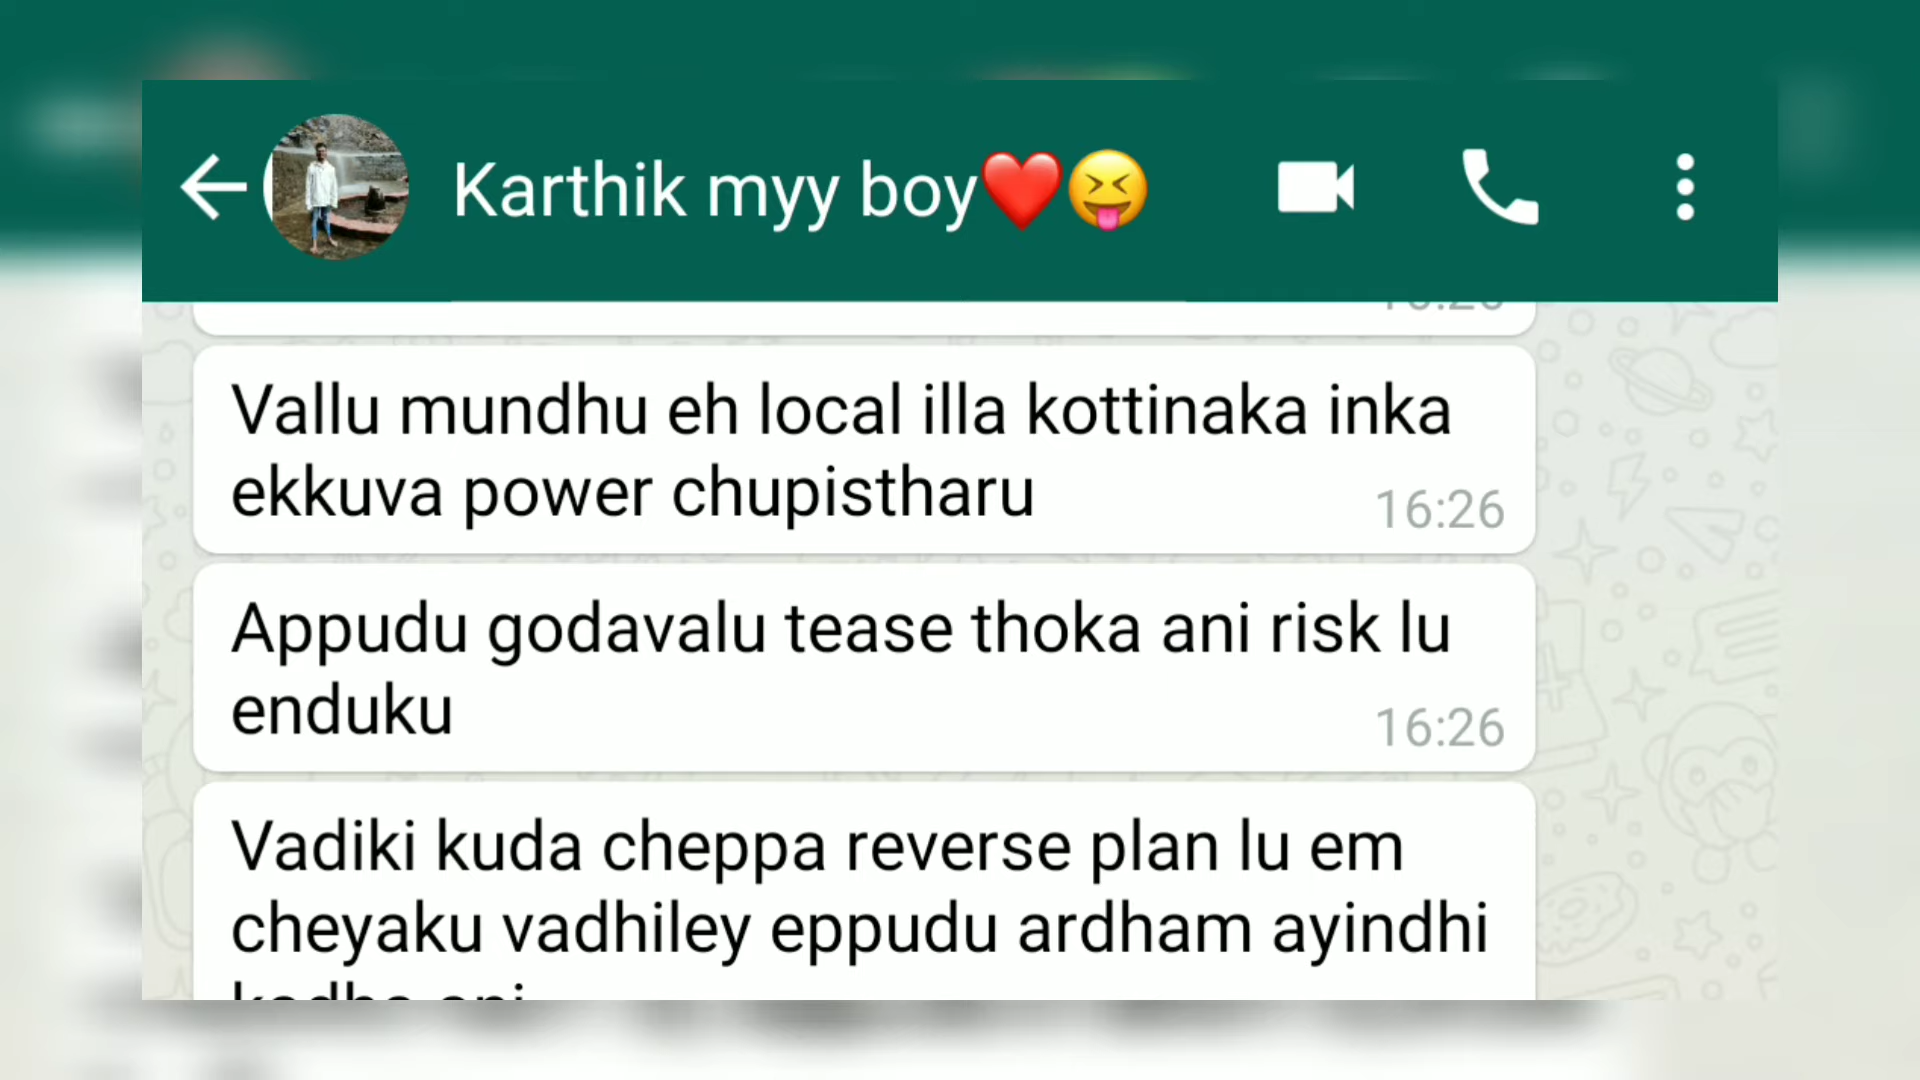 Karthik myy boy❤️😝
Vallu mundhu eh local illa kottinaka inka
ekkuva power chupistharu
16:26
Appudu godavalu tease thoka ani risk lu
enduku
16:26
Vadiki kuda cheppa reverse plan lu em
cheyaku vadhiley eppudu ardham ayindhi